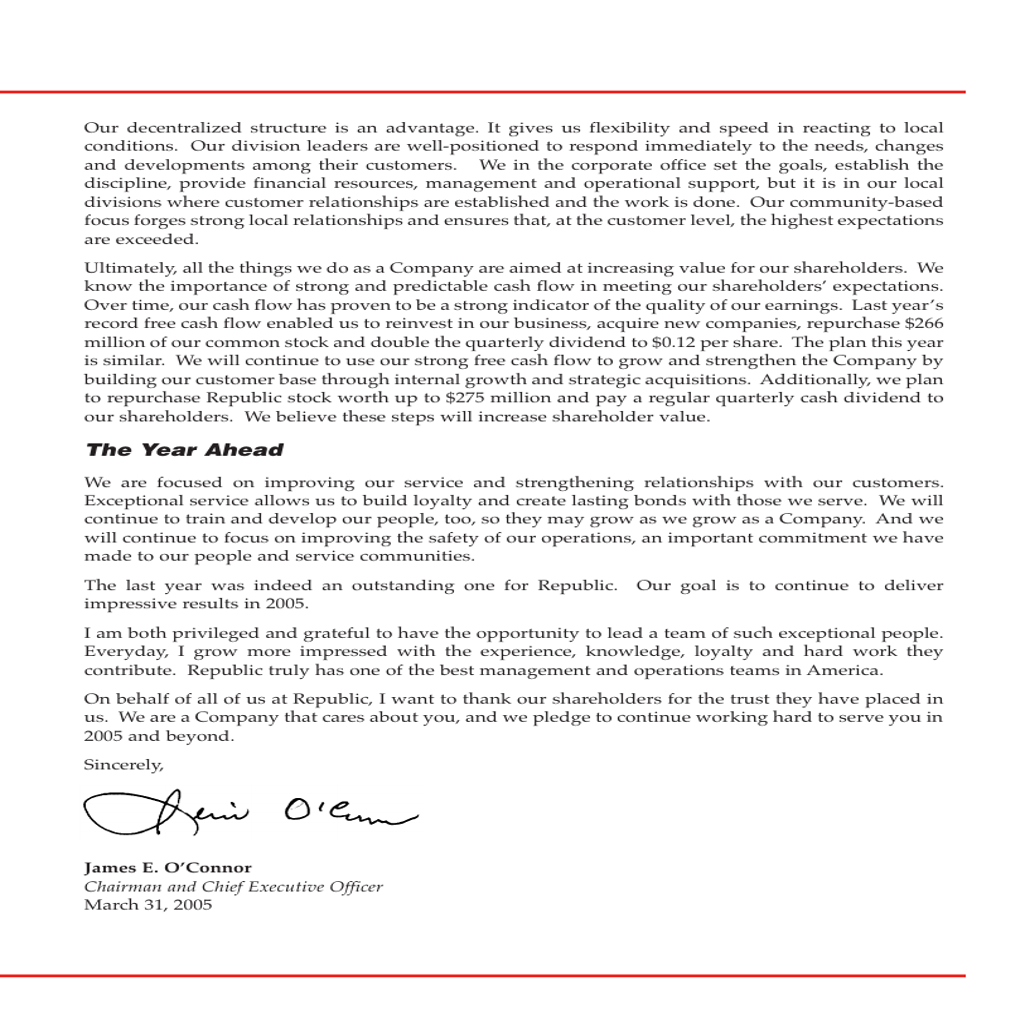 Our decentralized structure is an advantage. It gives us flexibility and speed in reacting to local
conditions. Our division leaders are well-positioned to respond immediately to the needs, changes
and developments among their customers. We in the corporate office set the goals, establish the
discipline, provide financial resources, management and operational support, but it is in our local
divisions where customer relationships are established and the work is done. Our community-based
focus forges strong local relationships and ensures that, at the customer level, the highest expectations
are exceeded.
Ultimately, all the things we do as a Company are aimed at increasing value for our shareholders. We
know the importance of strong and predictable cash flow in meeting our shareholders' expectations.
Over time, our cash flow has proven to be a strong indicator of the quality of our earnings. Last year's
record free cash flow enabled us to reinvest in our business, acquire new companies, repurchase $266
million of our common stock and double the quarterly dividend to $0.12 per share. The plan this year
is similar. We will continue to use our strong free cash flow to grow and strengthen the Company by
building our customer base through internal growth and strategic acquisitions. Additionally, we plan
to repurchase Republic stock worth up to $275 million and pay a regular quarterly cash dividend to
our shareholders. We believe these steps will increase shareholder value.
The Year Ahead
We are focused on improving our service and strengthening relationships with our customers.
Exceptional service allows us to build loyalty and create lasting bonds with those we serve. We will
continue to train and develop our people, too, so they may grow as we grow as a Company. And we
will continue to focus on improving the safety of our operations, an important commitment we have
made to our people and service communities.
The last year was indeed an outstanding one for Republic. Our goal is to continue to deliver
impressive results in 2005.
I am both privileged and grateful to have the opportunity to lead a team of such exceptional people.
Everyday, I grow more impressed with the experience, knowledge, loyalty and hard work they
contribute. Republic truly has one of the best management and operations teams in America.
On behalf of all of us at Republic, I want to thank our shareholders for the trust they have placed in
us. We are a Company that cares about you, and we pledge to continue working hard to serve you in
2005 and beyond.
Sincerely,
James E. O'Connor
Chairman and Chief Executive Officer
March 31, 2005